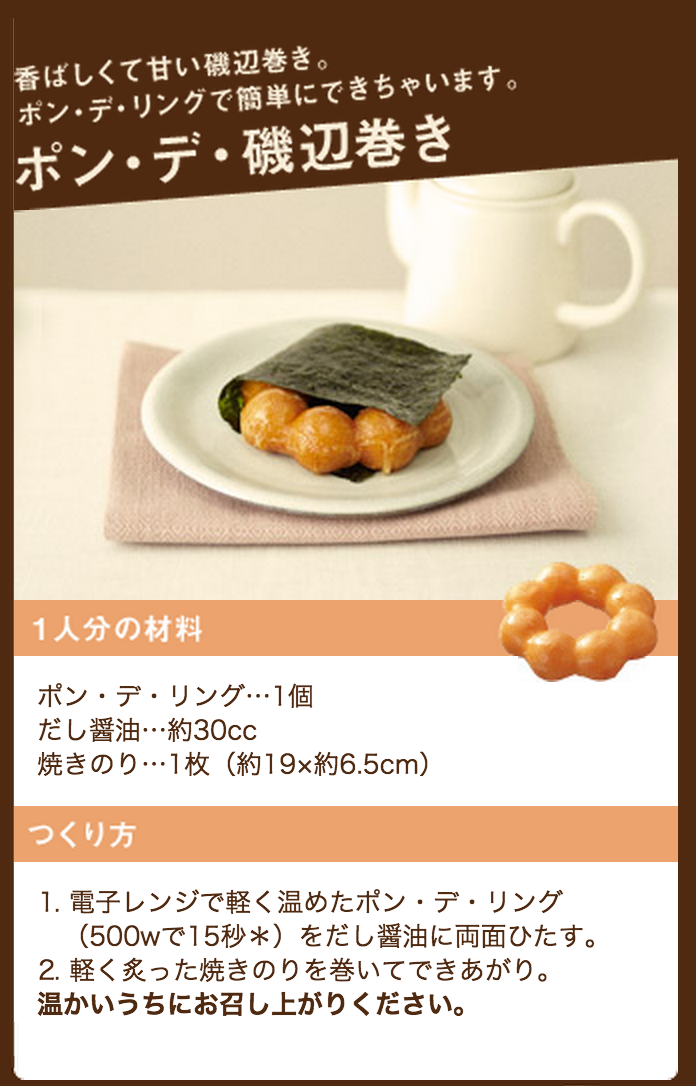 香ばしくて甘い磯辺巻き。
ポン・デ・リングで簡単にできちゃいます。
ポン・デ・磯辺巻き
1人分の材料
ポン・デ・リング…1個
だし醤油…約30cc
焼きのり…1枚（約19×約6.5cm）
つくり方
1. 電子レンジで軽く温めたポン・デ・リング
（500wで15秒＊）をだし醤油に両面ひたす。
2. 軽く炙った焼きのりを巻いてできあがり。
温かいうちにお召し上がりください。